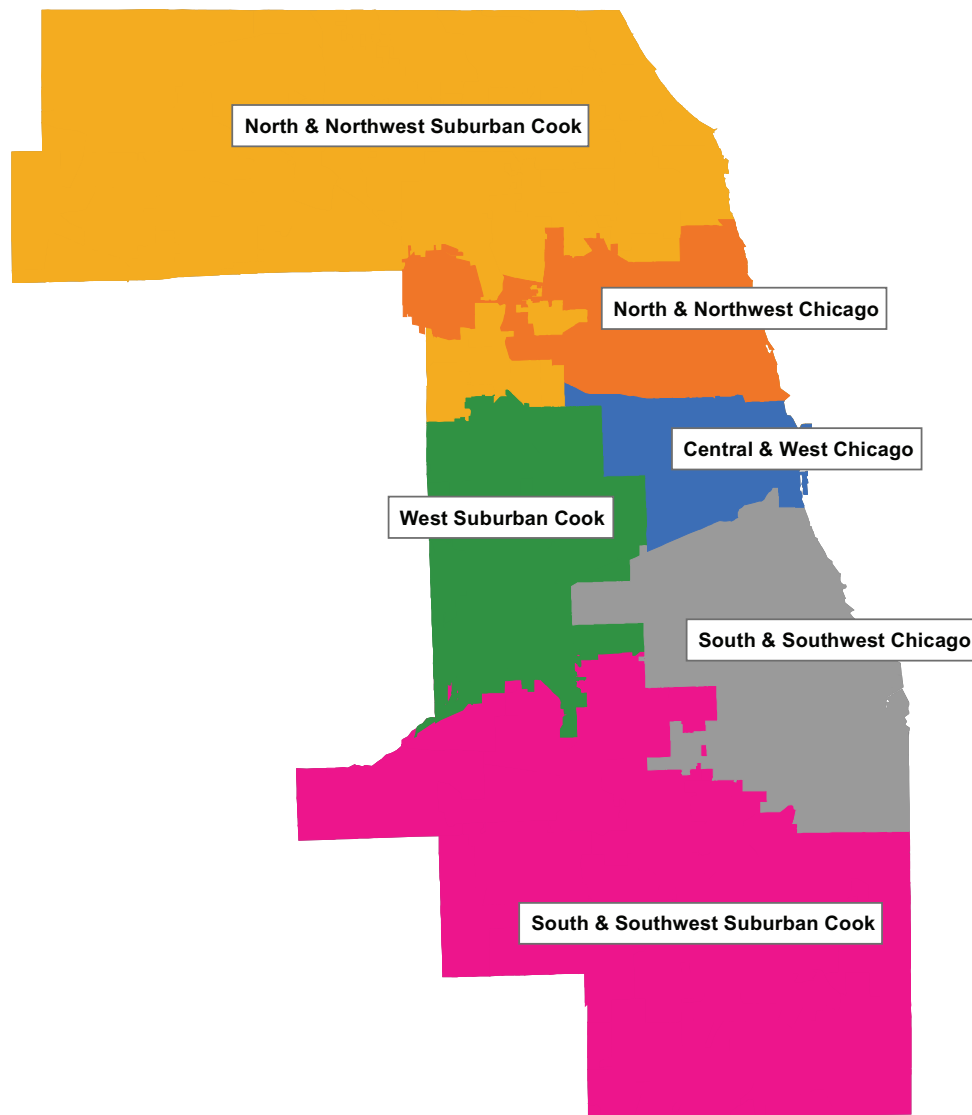 North & Northwest Suburban Cook
North & Northwest Chicago
Central & West Chicago
West Suburban Cook
South & Southwest Chicago
South & Southwest Suburban Cook